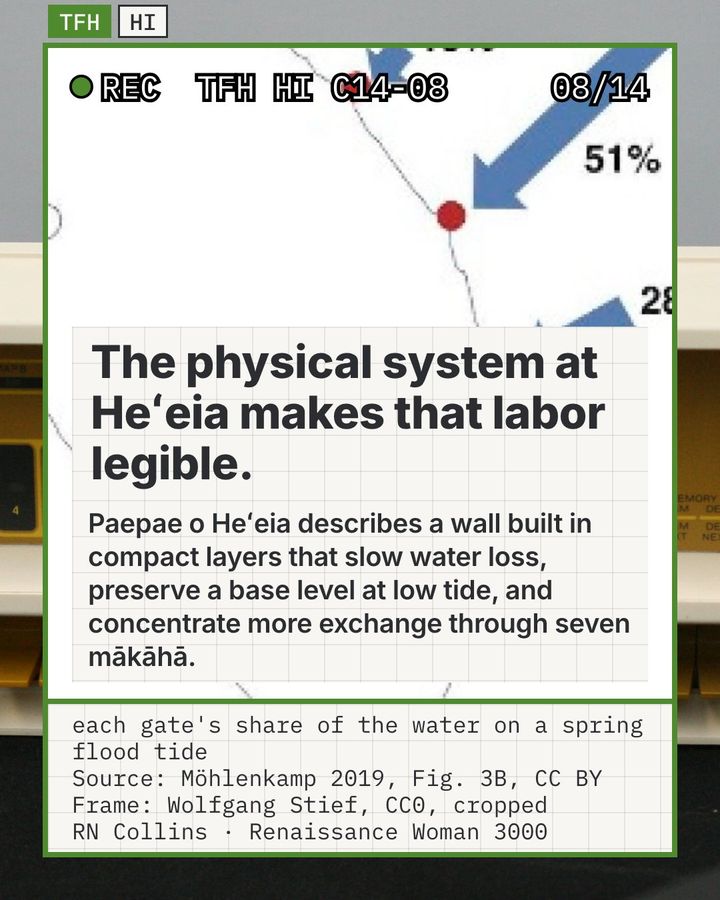 TFH HI
REC TFH HI C14-08 08/14
51%
28
The physical system at
Heʻeia makes that labor
legible.
Paepae o Heʻeia describes a wall built in
compact layers that slow water loss,
preserve a base level at low tide, and
concentrate more exchange through seven
mākāhā.
4
each gate's share of the water on a spring
flood tide
Source: Möhlenkamp 2019, Fig. 3B, CC BY
Frame: Wolfgang Stief, CC0, cropped
RN Collins · Renaissance Woman 3000